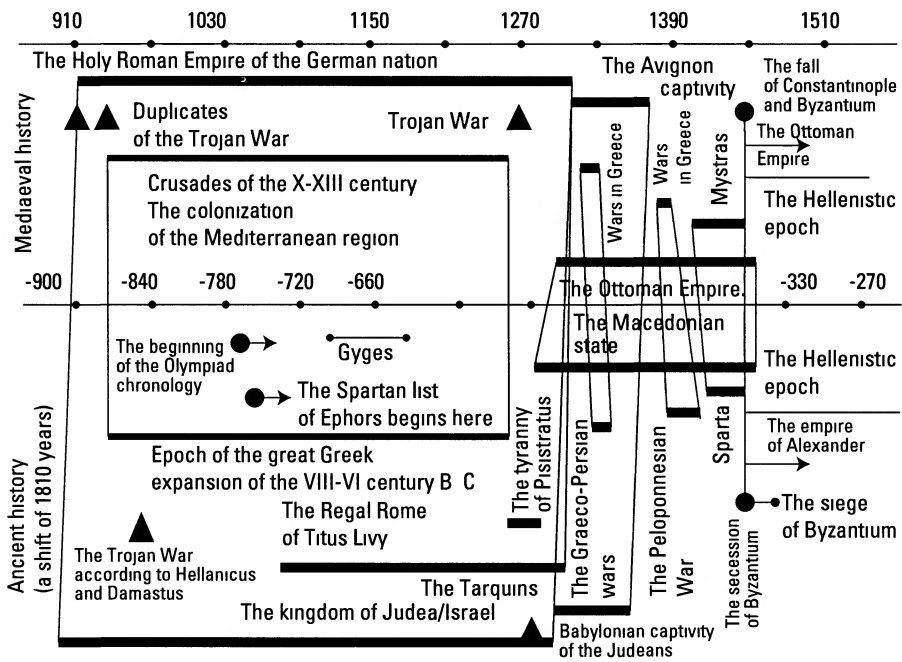 910 1030 1150 1270 1390 1510
The Holy Roman Empire of the German nation
The Avignon
captivity
The fall
of Constantinople
and Byzantium
Mediaeval history
Duplicates
of the Trojan War
Trojan War
Wars in Greece
Wars
in Greece
Mystras
The Ottoman
Empire
Crusades of the X-XIII century
The colonization
of the Mediterranean region
The Hellenistic
epoch
-900 -840 -780 -720 -660 -330 -270
The Ottoman Empire.
The Macedonian
state
The beginning
of the Olympiad
chronology
Gyges
The Spartan list
of Ephors begins here
The Hellenistic
epoch
Ancient history
(a shift of 1810 years)
Epoch of the great Greek
expansion of the VIII-VI century B C
The tyranny
of Pisistratus
The Graeco-Persian
wars
The Peloponnesian
War
Sparta
The empire
of Alexander
The Regal Rome
of Titus Livy
The siege
of Byzantium
The secession
of Byzantium
The Trojan War
according to Hellanicus
and Damastus
The Tarquins
The kingdom of Judea/Israel
Babylonian captivity
of the Judeans